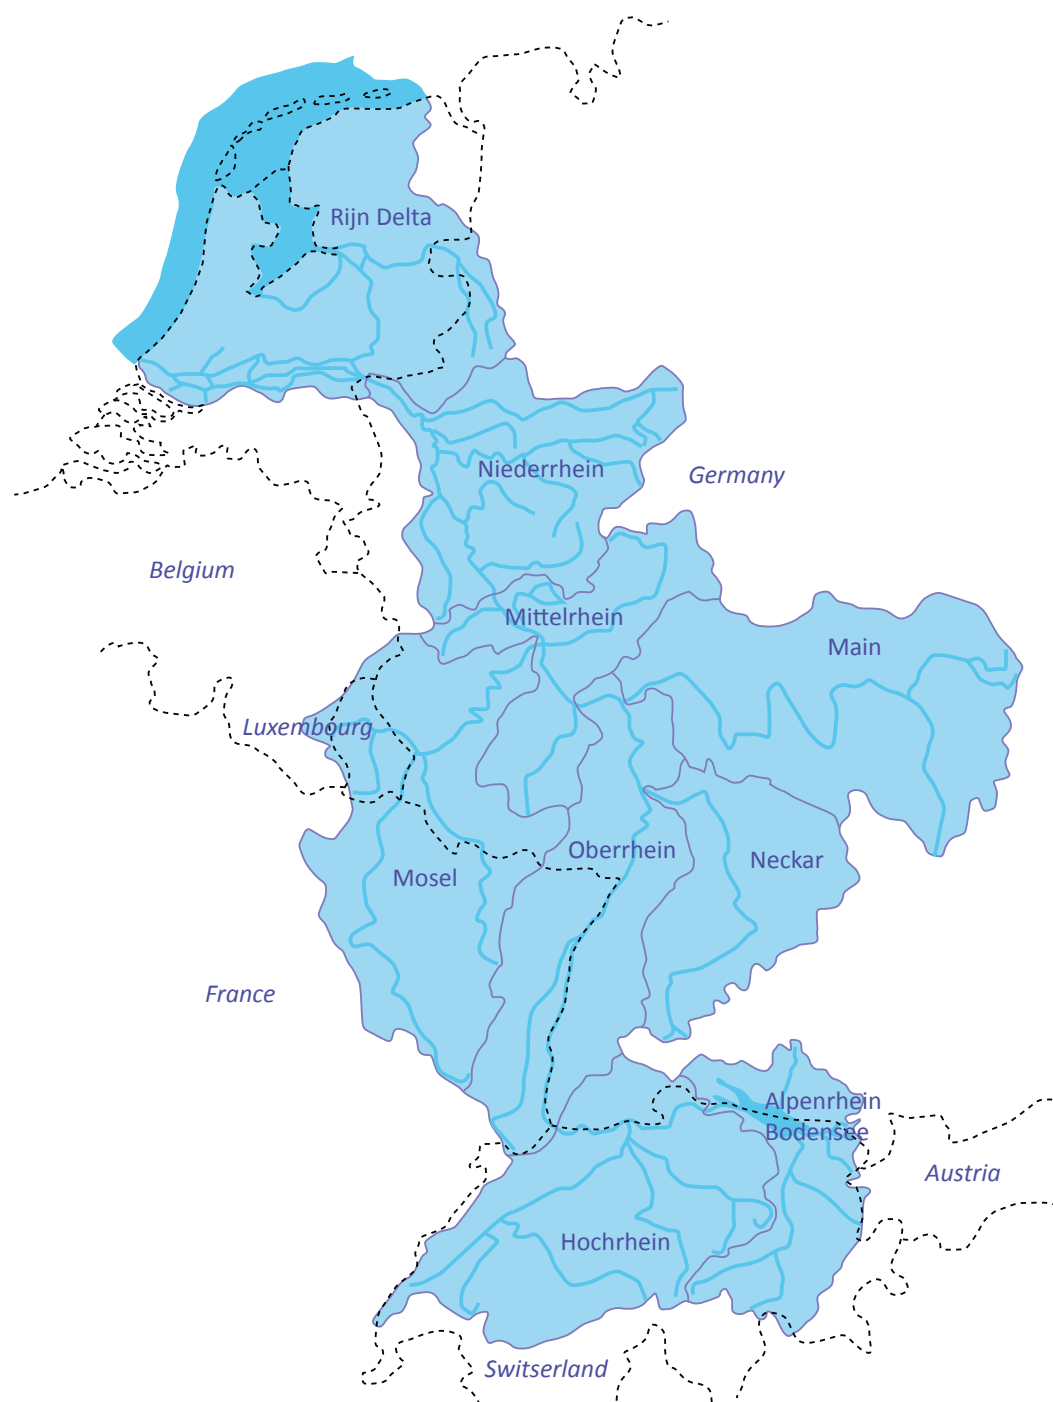 Rijn Delta
Niederrhein
Germany
Belgium
Mittelrhein
Main
Luxembourg
Oberrhein
Neckar
Mosel
France
Alpenrhein
Bodensee
Austria
Hochrhein
Switserland